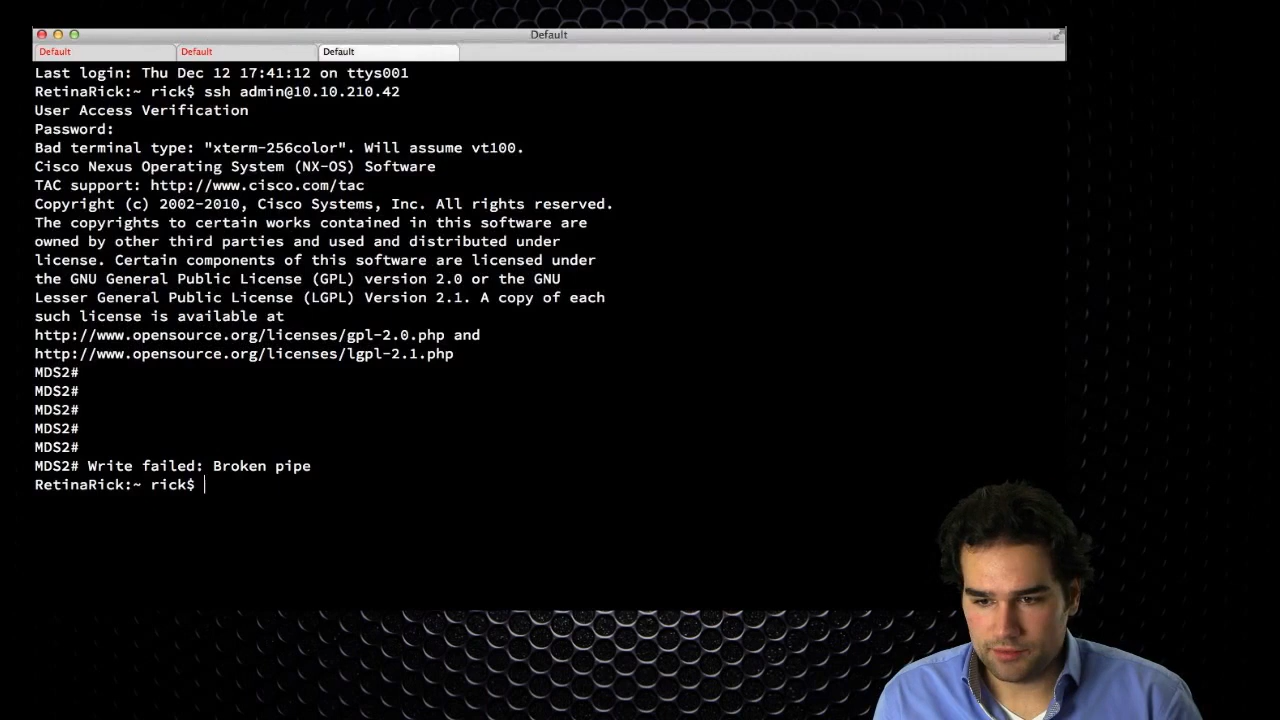 Default
Default
Default
Default
Last login: Thu Dec 12 17:41:12 on ttys001
RetinaRick:~ rick$ ssh admin@10.10.210.42
User Access Verification
Password:
Bad terminal type: "xterm-256color". Will assume vt100.
Cisco Nexus Operating System (NX-OS) Software
TAC support: http://www.cisco.com/tac
Copyright (c) 2002-2010, Cisco Systems, Inc. All rights reserved.
The copyrights to certain works contained in this software are
owned by other third parties and used and distributed under
license. Certain components of this software are licensed under
the GNU General Public License (GPL) version 2.0 or the GNU
Lesser General Public License (LGPL) Version 2.1. A copy of each
such license is available at
http://www.opensource.org/licenses/gpl-2.0.php and
http://www.opensource.org/licenses/lgpl-2.1.php
MDS2#
MDS2#
MDS2#
MDS2#
MDS2#
MDS2# Write failed: Broken pipe
RetinaRick:~ rick$